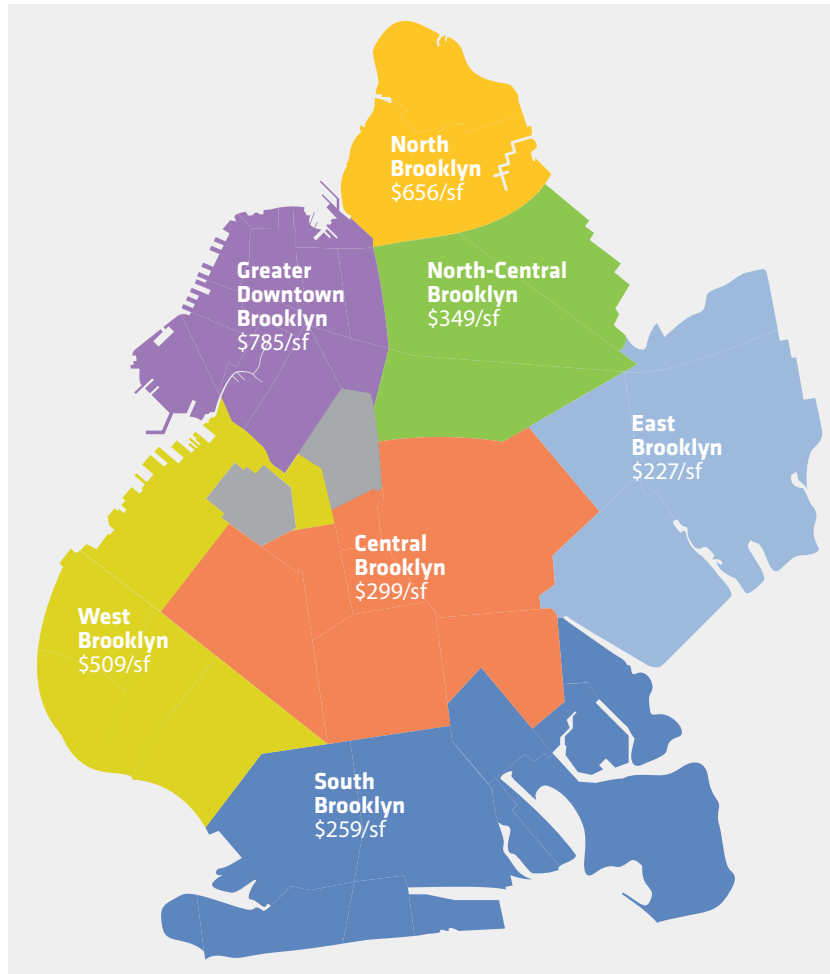 North
Brooklyn
$656/sf
Greater
Downtown
Brooklyn
$785/sf
North-Central
Brooklyn
$349/sf
East
Brooklyn
$227/sf
Central
Brooklyn
$299/sf
West
Brooklyn
$509/sf
South
Brooklyn
$259/sf